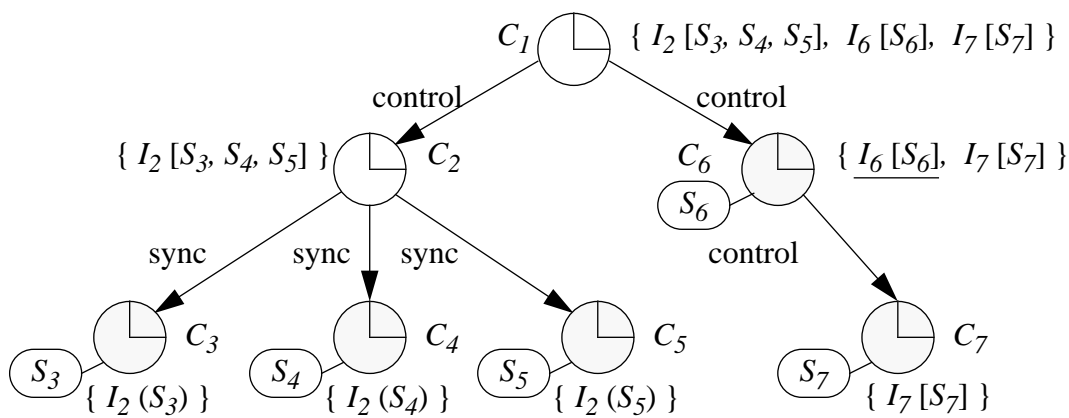 C1 { I2 [S3, S4, S5], I6 [S6], I7 [S7] }
control control
{ I2 [S3, S4, S5] } C2 C6 { I6 [S6], I7 [S7] }
S6
sync sync sync control
C3 C4 C5 C7
S3 S4 S5 S7
{ I2 (S3) } { I2 (S4) } { I2 (S5) } { I7 [S7] }